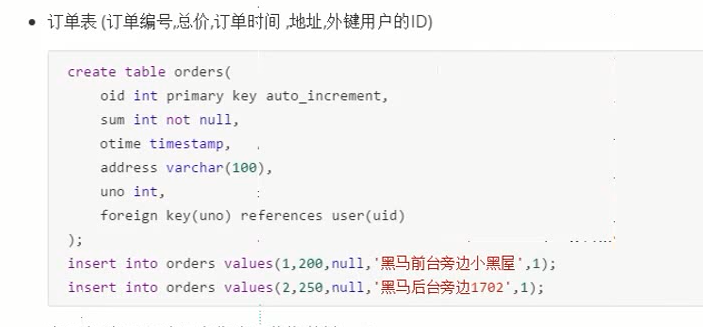 订单表 (订单编号,总价,订单时间 ,地址,外键用户的ID)
create table orders(
    oid int primary key auto_increment,
    sum int not null,
    otime timestamp,
    address varchar(100),
    uno int,
    foreign key(uno) references user(uid)
);
insert into orders values(1,200,null,'黑马前台旁边小黑屋',1);
insert into orders values(2,250,null,'黑马后台旁边1702',1);